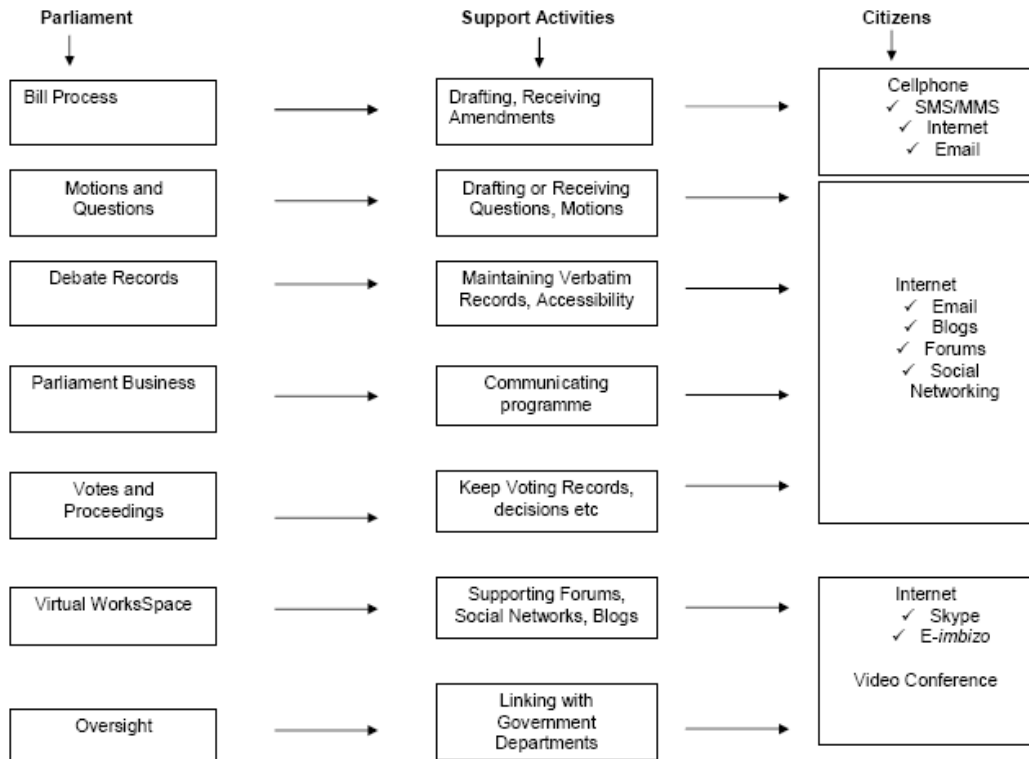 Parliament
Support Activities
Citizens
Bill Process
Drafting, Receiving
Amendments
Cellphone
✓ SMS/MMS
✓ Internet
✓ Email
Motions and
Questions
Drafting or Receiving
Questions, Motions
Debate Records
Maintaining Verbatim
Records, Accessibility
Internet
✓ Email
✓ Blogs
✓ Forums
✓ Social
Networking
Parliament Business
Communicating
programme
Votes and
Proceedings
Keep Voting Records,
decisions etc
Virtual WorksSpace
Supporting Forums,
Social Networks, Blogs
Internet
✓ Skype
✓ E-imbizo
Video Conference
Oversight
Linking with
Government
Departments